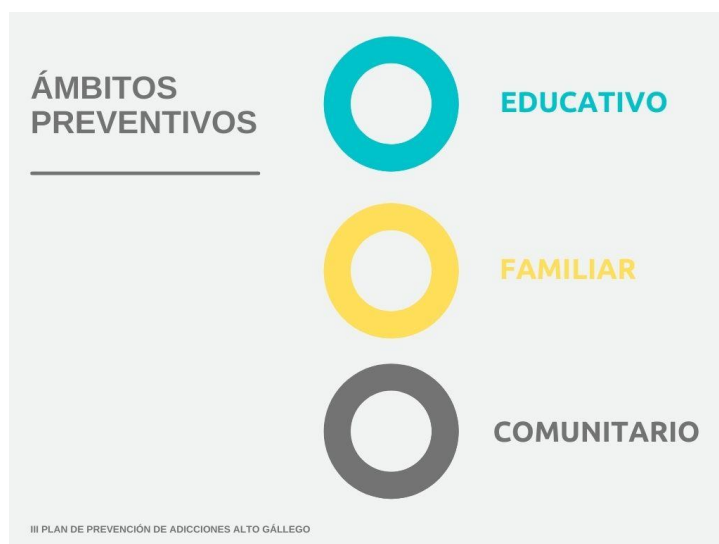 ÁMBITOS
PREVENTIVOS
EDUCATIVO
FAMILIAR
COMUNITARIO
III PLAN DE PREVENCIÓN DE ADICCIONES ALTO GÁLLEGO